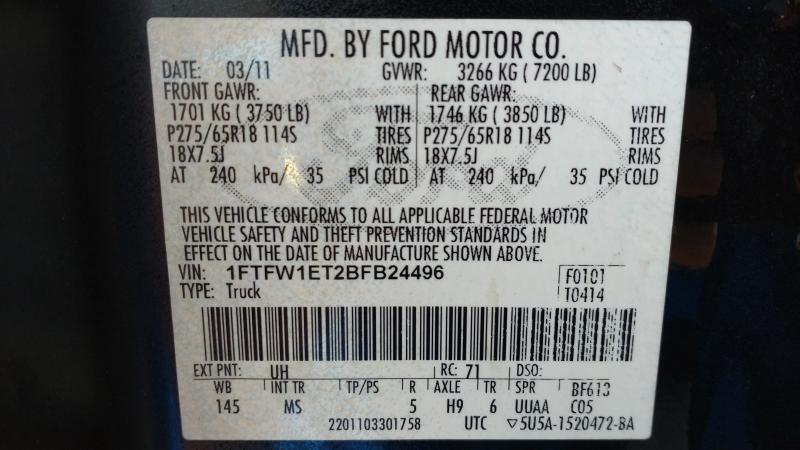 MFD. BY FORD MOTOR CO.
DATE: 03/11 GVWR: 3266 KG ( 7200 LB)
FRONT GAWR: REAR GAWR:
1701 KG ( 3750 LB) WITH 1746 KG ( 3850 LB) WITH
P275/65R18 114S TIRES P275/65R18 114S TIRES
18X7.5J RIMS 18X7.5J RIMS
AT 240 kPa/ 35 PSI COLD AT 240 kPa/ 35 PSI COLD
THIS VEHICLE CONFORMS TO ALL APPLICABLE FEDERAL MOTOR
VEHICLE SAFETY AND THEFT PREVENTION STANDARDS IN
EFFECT ON THE DATE OF MANUFACTURE SHOWN ABOVE.
VIN: 1FTFW1ET2BFB24496 F0101
TYPE: Truck T0414
EXT PNT: UH RC: 71 DSO:
WB INT TR TP/PS R AXLE TR SPR BF613
145 MS 5 H9 6 UUAA C05
2201103301758 UTC ▽5U5A-1520472-BA